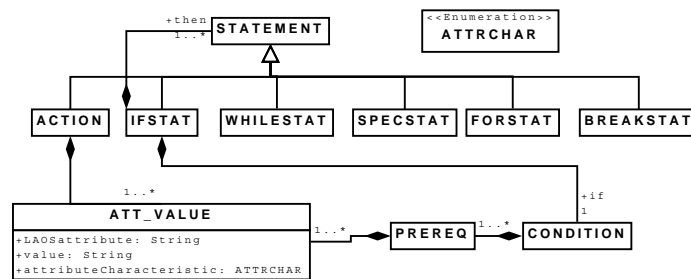 +then
STATEMENT
1..*
<<Enumeration>>
ATTRCHAR
ACTION
IFSTAT
WHILESTAT
SPECSTAT
FORSTAT
BREAKSTAT
1..*
+if
1
ATT_VALUE
1..*
PREREQ
1..*
CONDITION
+LAOSattribute: String
+value: String
+attributeCharacteristic: ATTRCHAR